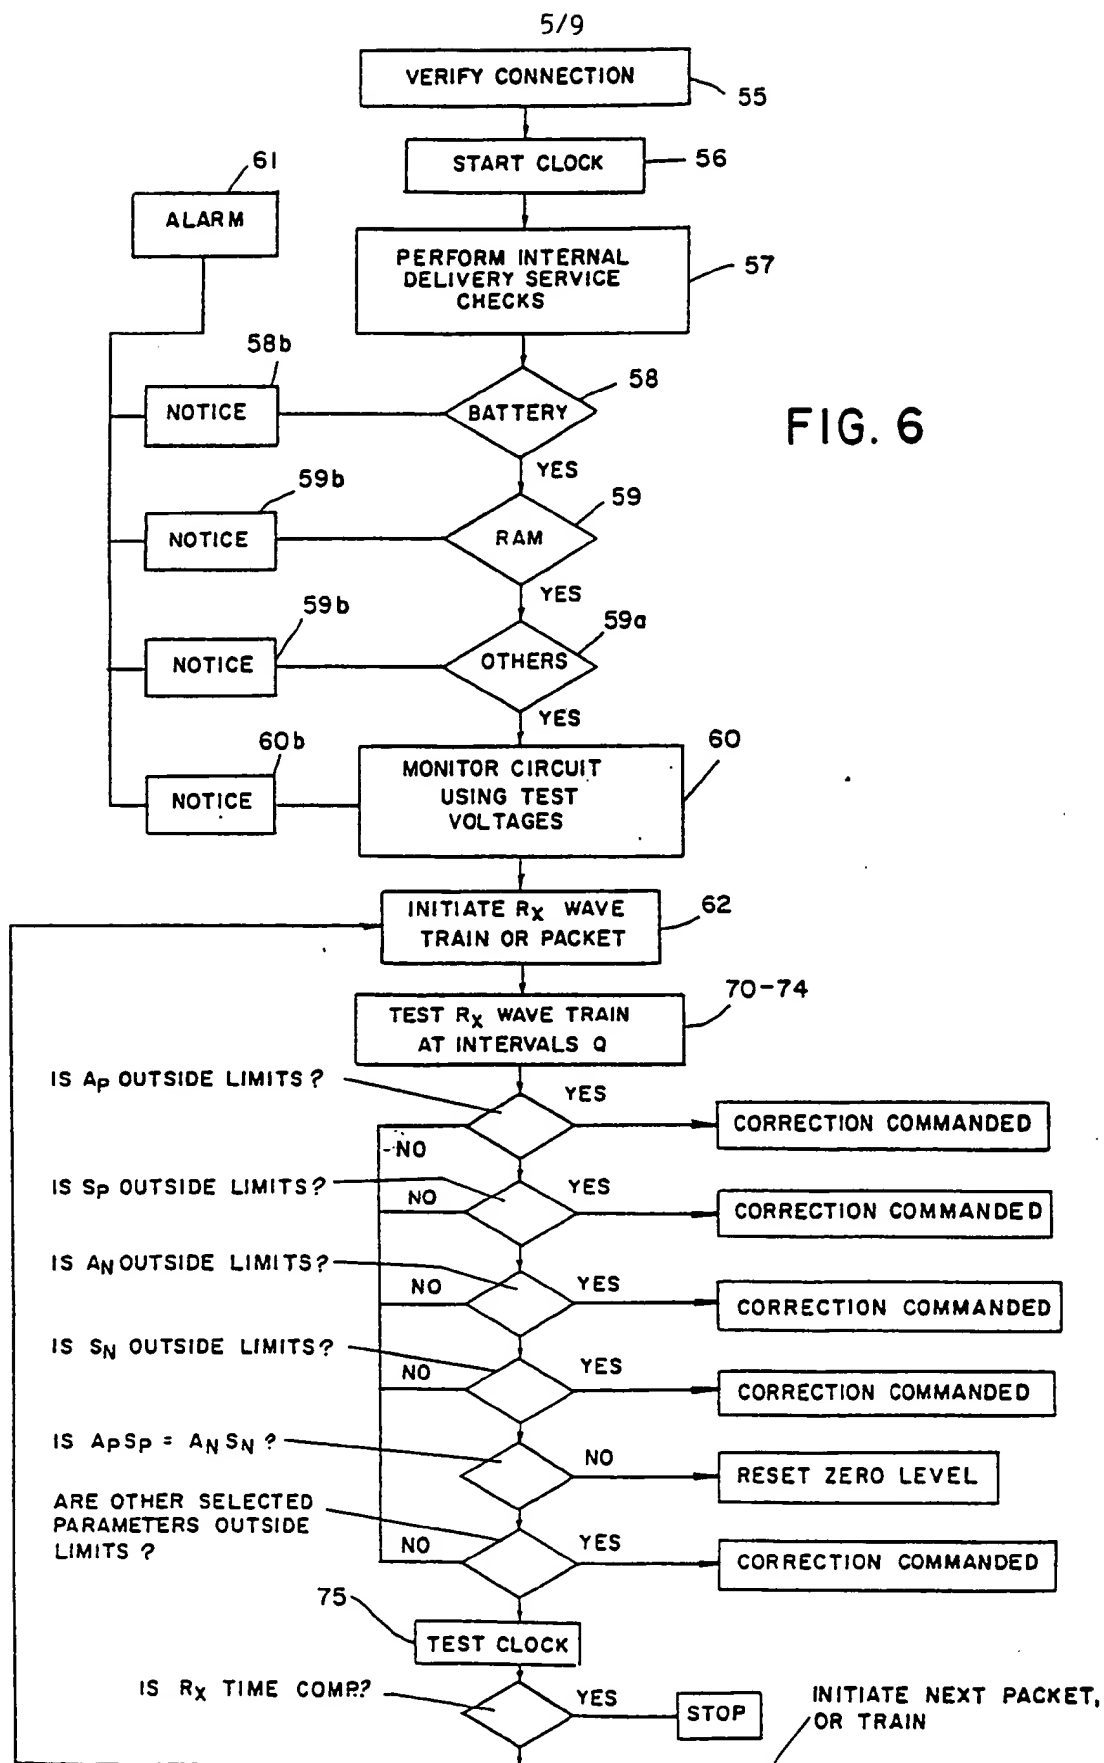 5/9
VERIFY CONNECTION
55
START CLOCK
56
61
ALARM
PERFORM INTERNAL
DELIVERY SERVICE
CHECKS
57
58b
NOTICE
BATTERY
58
FIG. 6
YES
59b
NOTICE
RAM
59
YES
59b
NOTICE
OTHERS
59a
YES
60b
NOTICE
MONITOR CIRCUIT
USING TEST
VOLTAGES
60
INITIATE RX WAVE
TRAIN OR PACKET
62
TEST RX WAVE TRAIN
AT INTERVALS Q
70-74
IS AP OUTSIDE LIMITS?
YES
CORRECTION COMMANDED
NO
IS SP OUTSIDE LIMITS?
NO
YES
CORRECTION COMMANDED
IS AN OUTSIDE LIMITS?
NO
YES
CORRECTION COMMANDED
IS SN OUTSIDE LIMITS?
NO
YES
CORRECTION COMMANDED
IS APSP = ANSN ?
NO
RESET ZERO LEVEL
ARE OTHER SELECTED
PARAMETERS OUTSIDE
LIMITS ?
NO
YES
CORRECTION COMMANDED
75
TEST CLOCK
IS RX TIME COMP.?
YES
STOP
INITIATE NEXT PACKET,
OR TRAIN